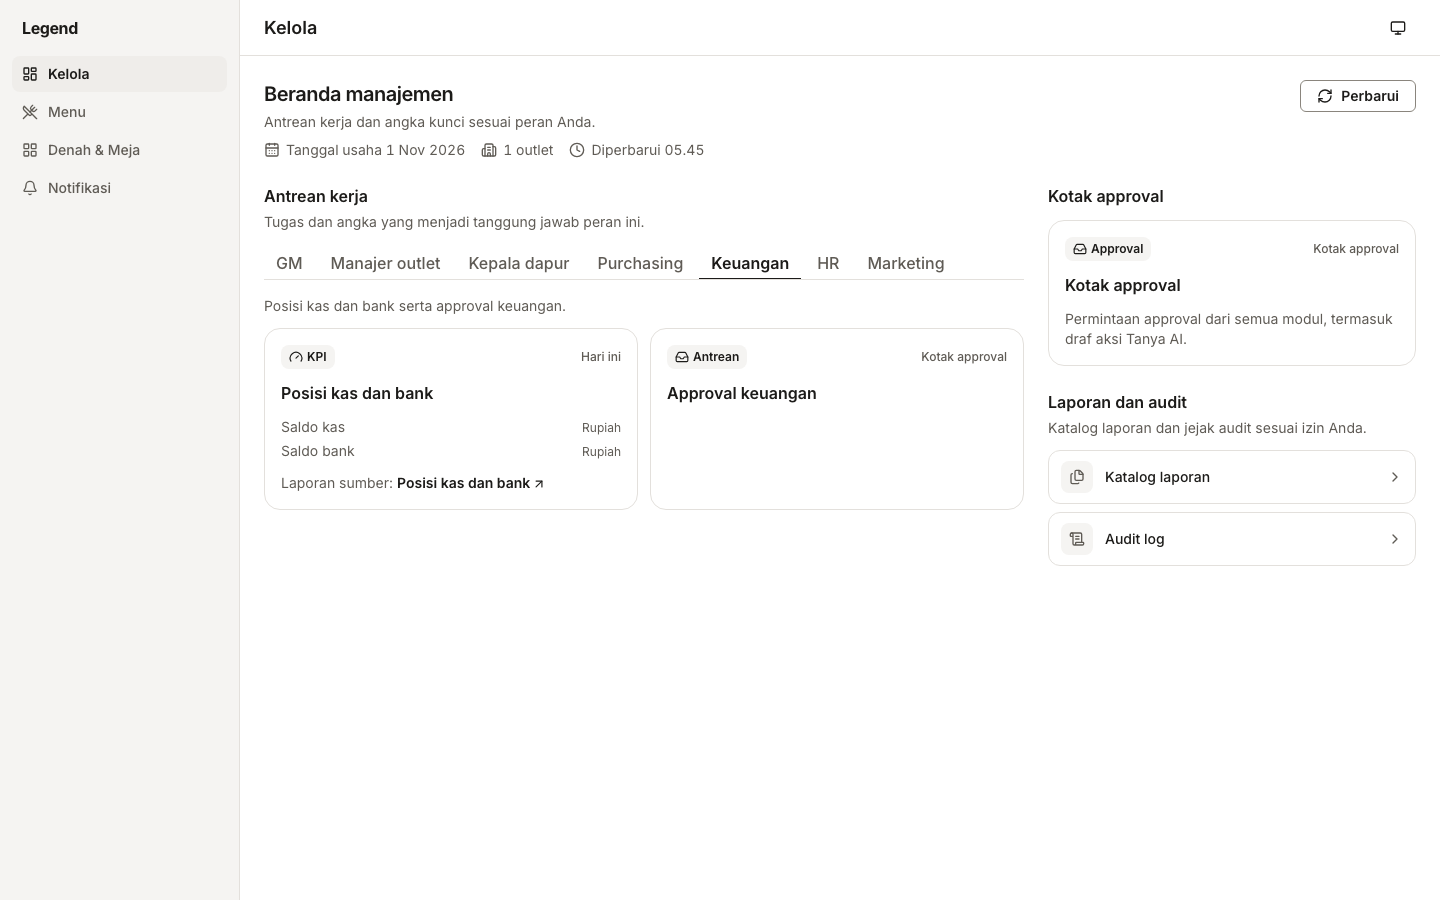 Legend
Kelola
Menu
Denah & Meja
Notifikasi
Kelola
Beranda manajemen
Perbarui
Antrean kerja dan angka kunci sesuai peran Anda.
Tanggal usaha 1 Nov 2026
1 outlet
Diperbarui 05.45
Antrean kerja
Tugas dan angka yang menjadi tanggung jawab peran ini.
GM
Manajer outlet
Kepala dapur
Purchasing
Keuangan
HR
Marketing
Posisi kas dan bank serta approval keuangan.
KPI
Hari ini
Posisi kas dan bank
Saldo kas
Rupiah
Saldo bank
Rupiah
Laporan sumber: Posisi kas dan bank
Antrean
Kotak approval
Approval keuangan
Kotak approval
Approval
Kotak approval
Kotak approval
Permintaan approval dari semua modul, termasuk
draf aksi Tanya AI.
Laporan dan audit
Katalog laporan dan jejak audit sesuai izin Anda.
Katalog laporan
Audit log